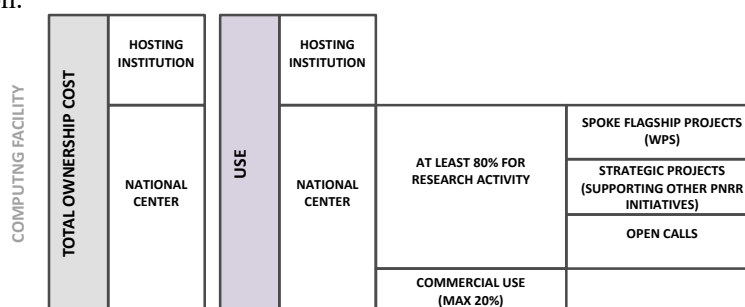 COMPUTNG FACILITY
TOTAL OWNERSHIP COST
HOSTING
INSTITUTION
NATIONAL
CENTER
USE
HOSTING
INSTITUTION
NATIONAL
CENTER
AT LEAST 80% FOR
RESEARCH ACTIVITY
COMMERCIAL USE
(MAX 20%)
SPOKE FLAGSHIP PROJECTS
(WPS)
STRATEGIC PROJECTS
(SUPPORTING OTHER PNRR
INITIATIVES)
OPEN CALLS